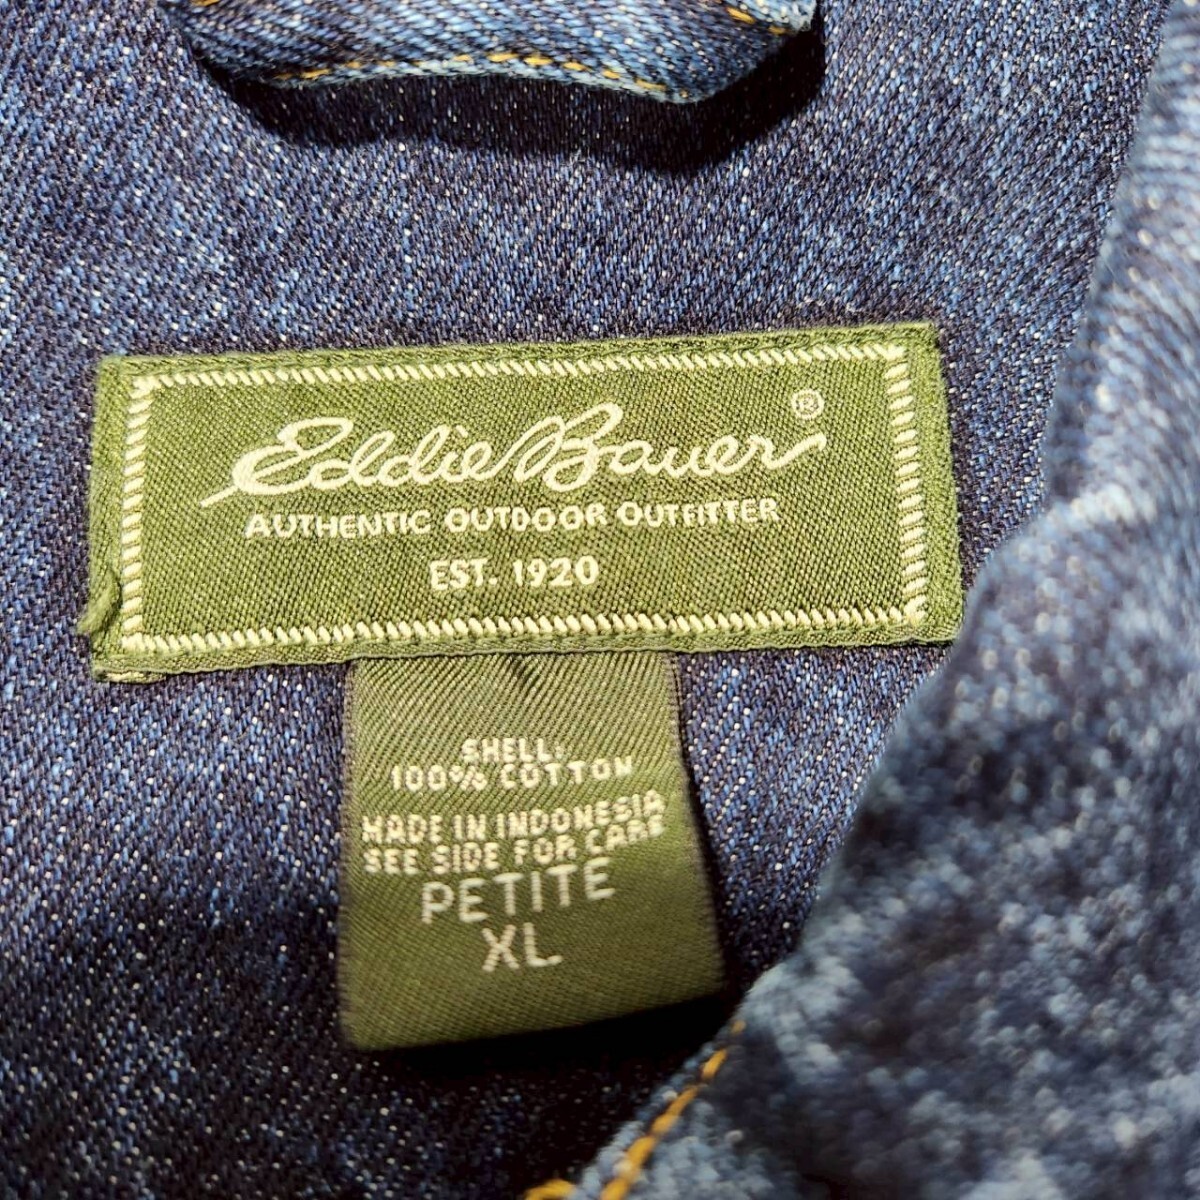 Eddie Bauer®
AUTHENTIC OUTDOOR OUTFITTER
EST. 1920
SHELL:
100% COTTON
MADE IN INDONESIA
SEE SIDE FOR CARE
PETITE
XL